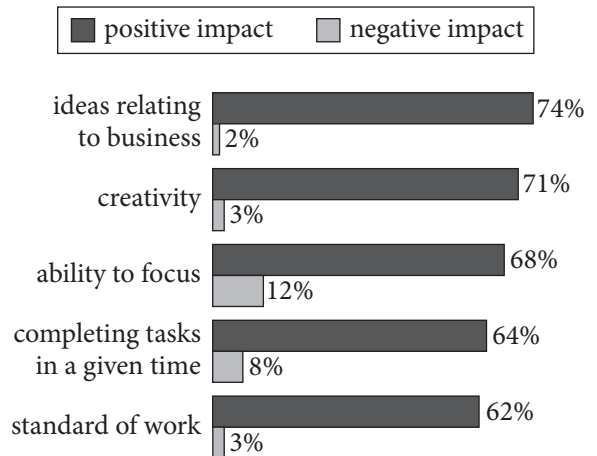 positive impact negative impact
ideas relating
to business
74%
2%
creativity
71%
3%
ability to focus
68%
12%
completing tasks
in a given time
64%
8%
standard of work
62%
3%